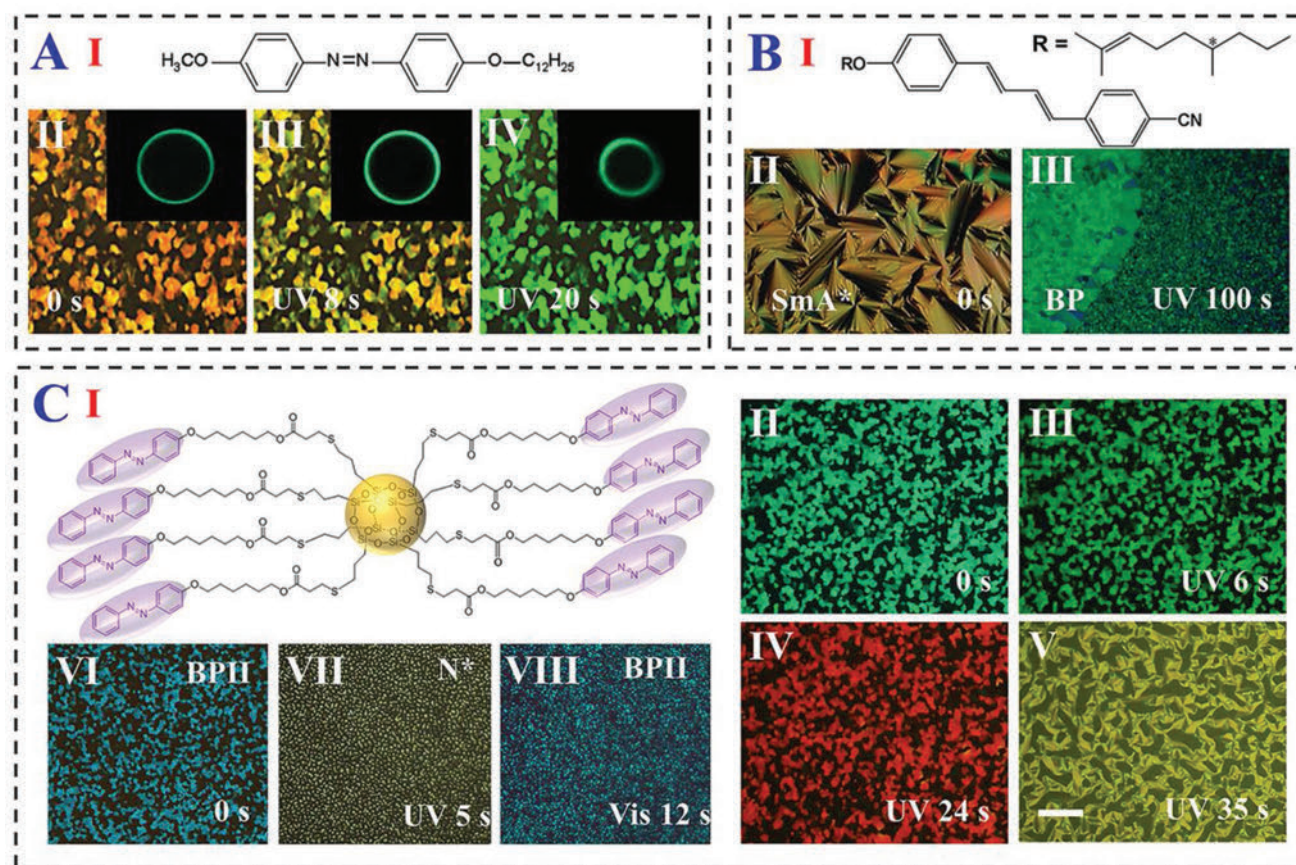 A I
H₃CO
N=N
O—C₁₂H₂₅
II
III
IV
0 s
UV 8 s
UV 20 s
B I
R =
*
RO
CN
II
III
SmA*
0 s
BP
UV 100 s
C I
II
III
0 s
UV 6 s
IV
V
UV 24 s
UV 35 s
VI
BPII
VII
N*
VIII
BPII
0 s
UV 5 s
Vis 12 s